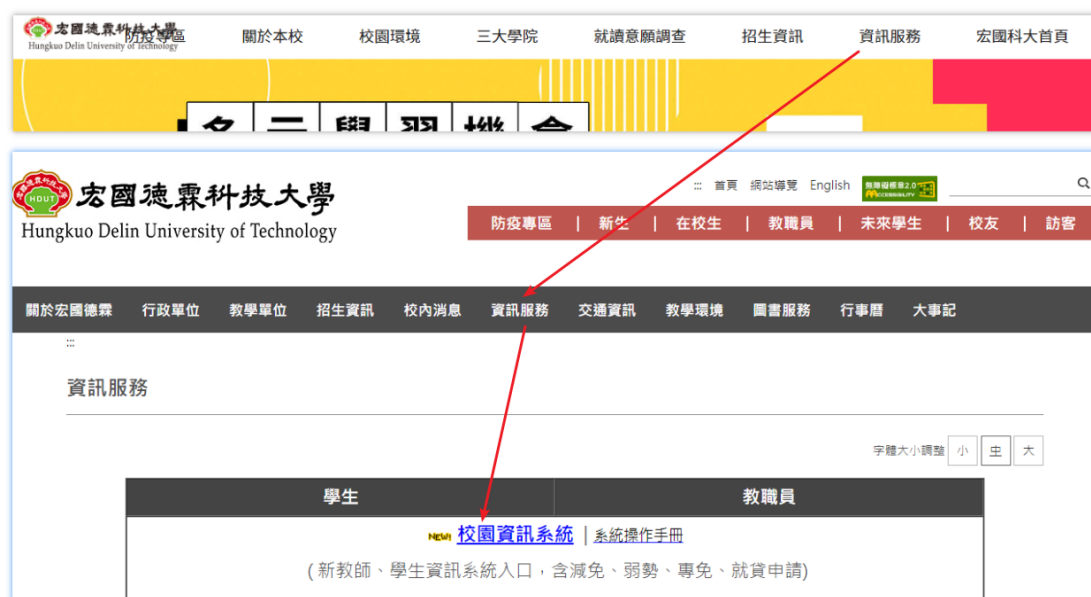 宏國德霖科技大學
Hungkuo Delin University of Technology
防疫專區 關於本校 校園環境 三大學院 就讀意願調查 招生資訊 資訊服務 宏國科大首頁
多元學習機會
HDUT
宏國德霖科技大學
Hungkuo Delin University of Technology
::: 首頁 網站導覽 English 無障礙標章2.0 ACCESSIBILITY
防疫專區 | 新生 | 在校生 | 教職員 | 未來學生 | 校友 | 訪客
關於宏國德霖 行政單位 教學單位 招生資訊 校內消息 資訊服務 交通資訊 教學環境 圖書服務 行事曆 大事記
:::
資訊服務
字體大小調整 小 中 大
學生 教職員
NEW! 校園資訊系統 | 系統操作手冊
(新教師、學生資訊系統入口，含減免、弱勢、專免、就貸申請)